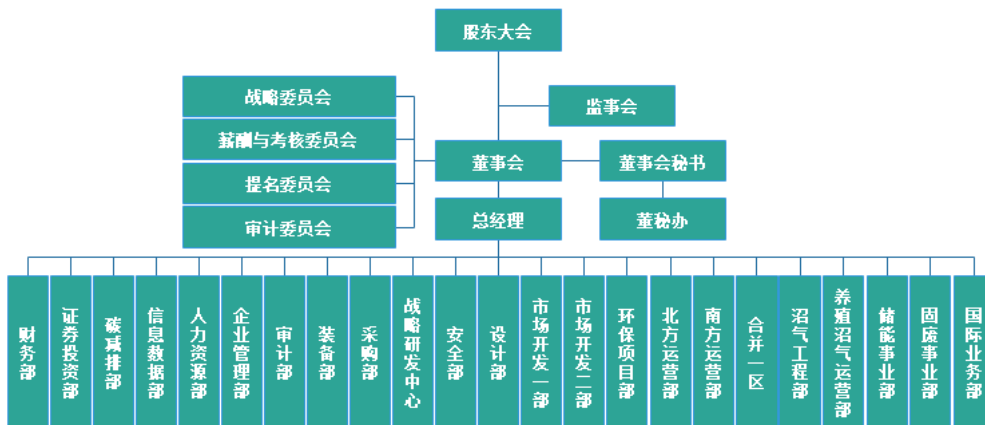 股东大会
监事会
战略委员会
薪酬与考核委员会
提名委员会
审计委员会
董事会
董事会秘书
总经理
董秘办
财务部
证券投资部
碳减排部
信息数据部
人力资源部
企业管理部
审计部
装备部
采购部
战略研发中心
安全部
设计部
市场开发一部
市场开发二部
环保项目部
北方运营部
南方运营部
合并一区
沼气工程部
养殖沼气运营部
储能事业部
固废事业部
国际业务部